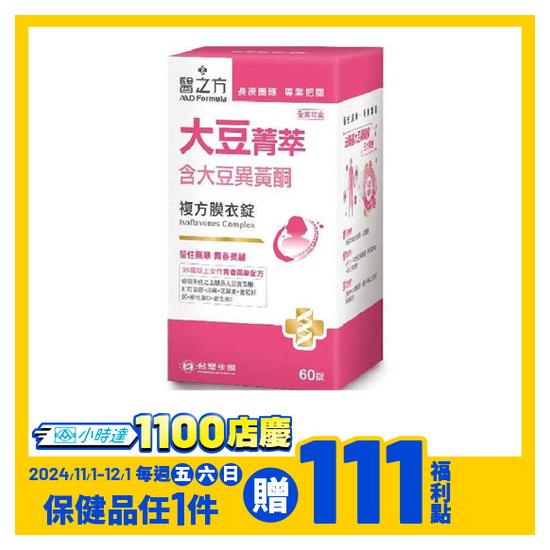 醫之方
MD Formula
長庚團隊 專業把關
全素可食
大豆菁萃
含大豆異黃酮
複方膜衣錠
Isoflavones Complex
留住風華 青春美麗
35歲以上女性青春風華配方
台塑生醫
60錠
小時達
1100店慶
2024/11/1-12/1 每週五六日
保健品任1件 贈 111 福利點